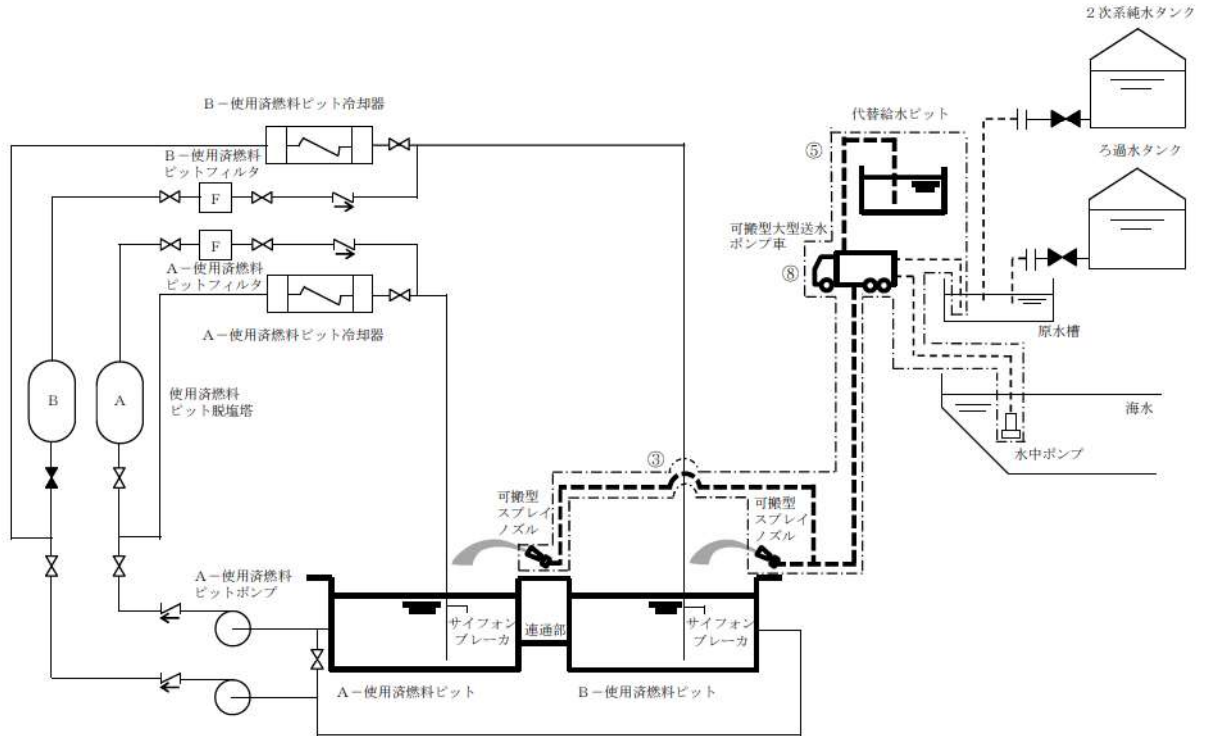 ２次系純水タンク
B－使用済燃料ピット冷却器
代替給水ピット
B－使用済燃料
ピットフィルタ
⑤
ろ過水タンク
F
可搬型大型送水
ポンプ車
F
A－使用済燃料
ピットフィルタ
⑧
A－使用済燃料ピット冷却器
原水槽
B
A
使用済燃料
ピット脱塩塔
海水
水中ポンプ
③
可搬型
スプレイ
ノズル
可搬型
スプレイ
ノズル
A－使用済燃料
ピットポンプ
サイフォン
ブレーカ
連通部
サイフォン
ブレーカ
A－使用済燃料ピット
B－使用済燃料ピット